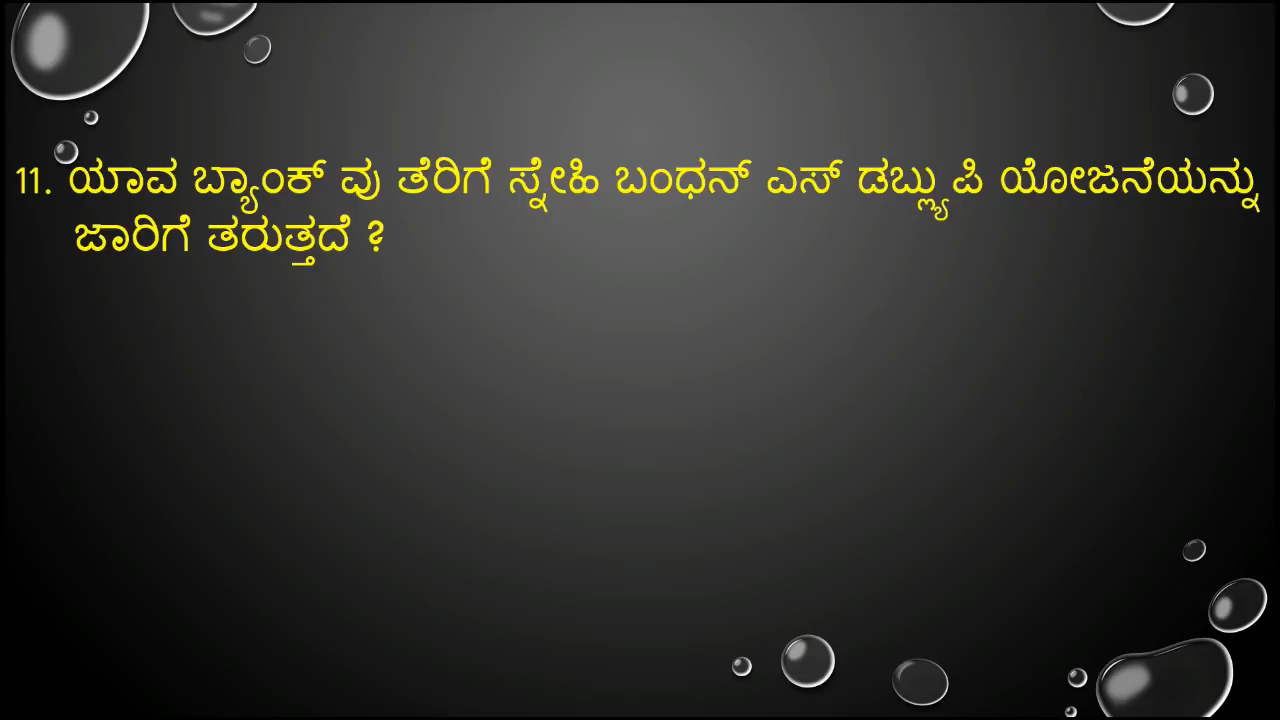 11. ಯಾವ ಬ್ಯಾಂಕ್ ವು ತೆರಿಗೆ ಸ್ನೇಹಿ ಬಂಧನ್ ಎಸ್ ಡಬ್ಲ್ಯುಪಿ ಯೋಜನೆಯನ್ನು
ಜಾರಿಗೆ ತರುತ್ತದೆ ?